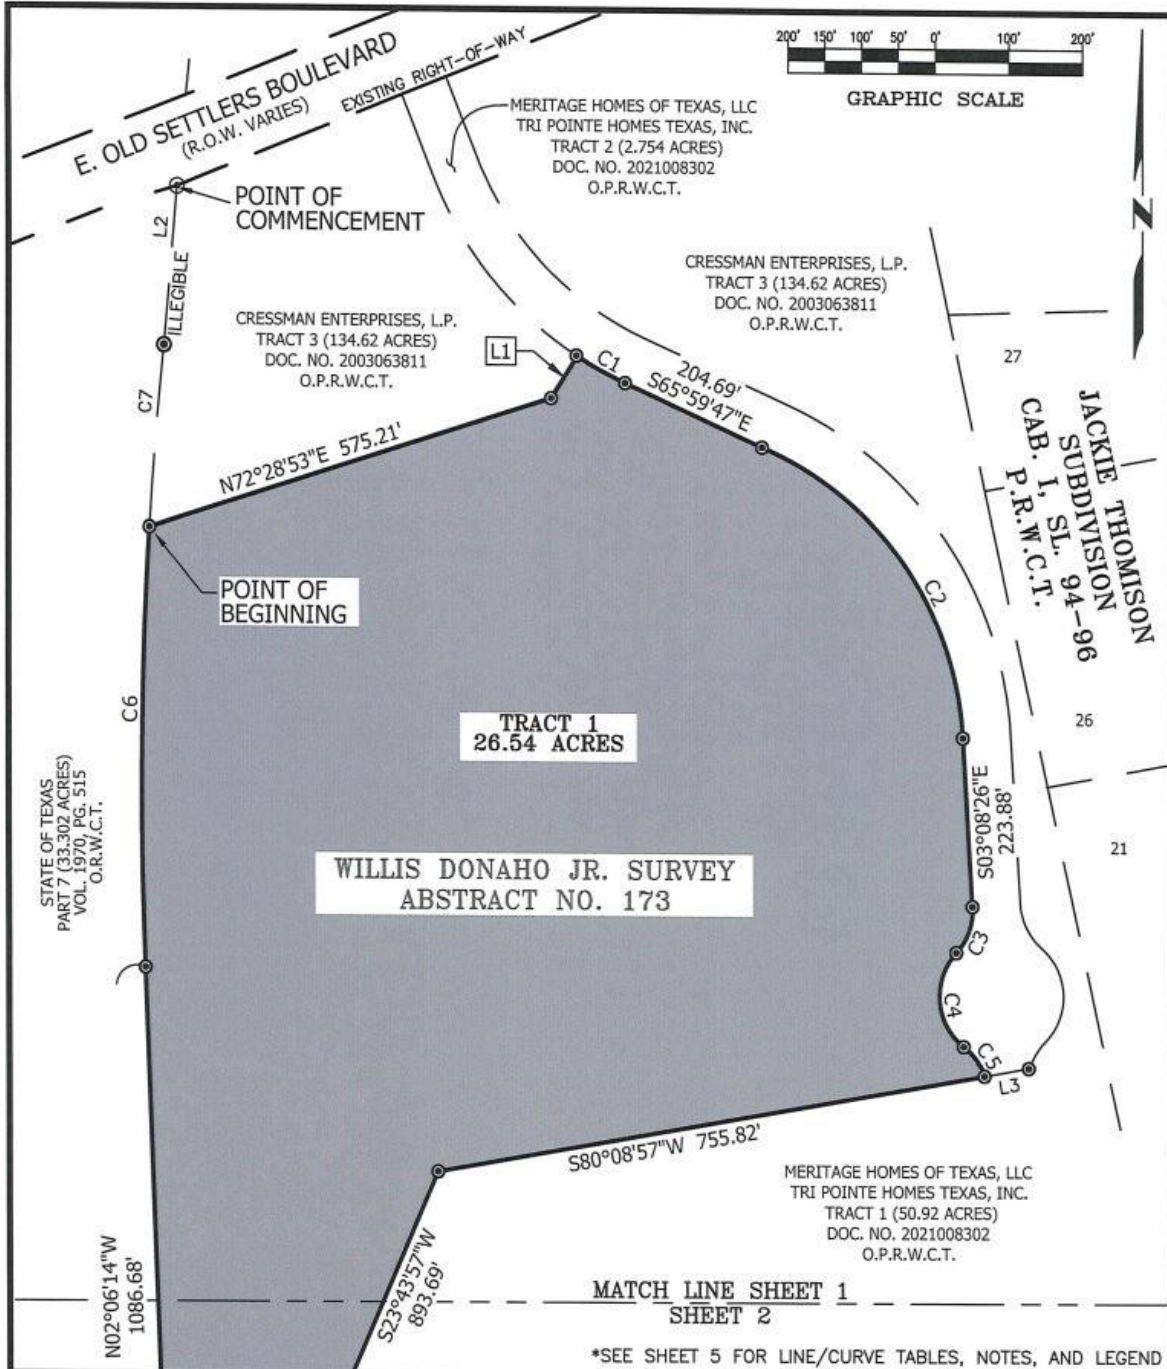 E. OLD SETTLERS BOULEVARD
(R.O.W. VARIES)
EXISTING RIGHT-OF-WAY
200' 150' 100' 50' 0' 100' 200'
GRAPHIC SCALE
N
MERITAGE HOMES OF TEXAS, LLC
TRI POINTE HOMES TEXAS, INC.
TRACT 2 (2.754 ACRES)
DOC. NO. 2021008302
O.P.R.W.C.T.
POINT OF
COMMENCEMENT
L2
ILLEGIBLE
CRESSMAN ENTERPRISES, L.P.
TRACT 3 (134.62 ACRES)
DOC. NO. 2003063811
O.P.R.W.C.T.
CRESSMAN ENTERPRISES, L.P.
TRACT 3 (134.62 ACRES)
DOC. NO. 2003063811
O.P.R.W.C.T.
L1
C1
204.69'
S65°59'47"E
27
C7
N72°28'53"E 575.21'
JACKIE THOMISON
SUBDIVISION
CAB. I, SL. 94-96
P.R.W.C.T.
POINT OF
BEGINNING
C2
C6
TRACT 1
26.54 ACRES
26
STATE OF TEXAS
PART 7 (33.302 ACRES)
VOL. 1970, PG. 515
O.R.W.C.T.
S03°08'26"E
223.88'
21
WILLIS DONAHO JR. SURVEY
ABSTRACT NO. 173
C3
C4
C5
L3
S80°08'57"W 755.82'
MERITAGE HOMES OF TEXAS, LLC
TRI POINTE HOMES TEXAS, INC.
TRACT 1 (50.92 ACRES)
DOC. NO. 2021008302
O.P.R.W.C.T.
N02°06'14"W
1086.68'
S23°43'57"W
893.69'
MATCH LINE SHEET 1
SHEET 2
*SEE SHEET 5 FOR LINE/CURVE TABLES, NOTES, AND LEGEND